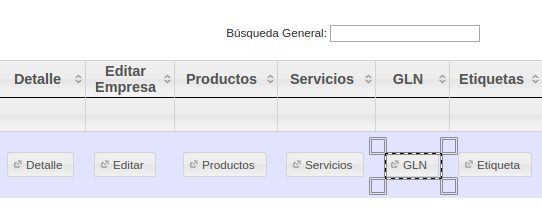 Búsqueda General:
Detalle Editar Empresa Productos Servicios GLN Etiquetas
Detalle Editar Productos Servicios GLN Etiqueta